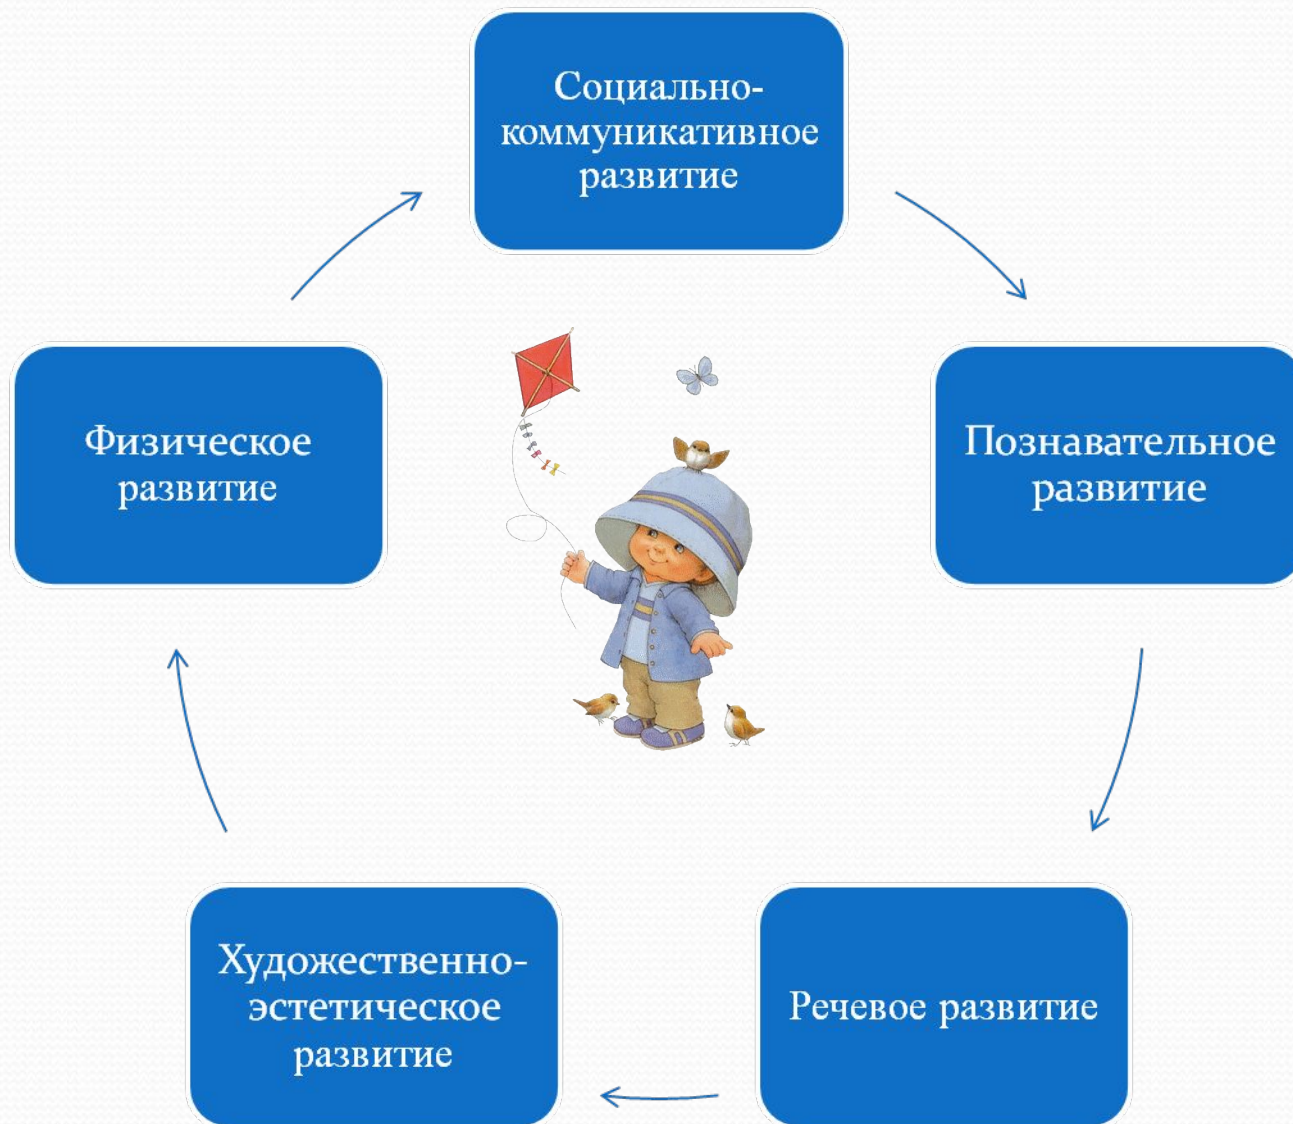 Социально-
коммуникативное
развитие
Познавательное
развитие
Речевое развитие
Художественно-
эстетическое
развитие
Физическое
развитие